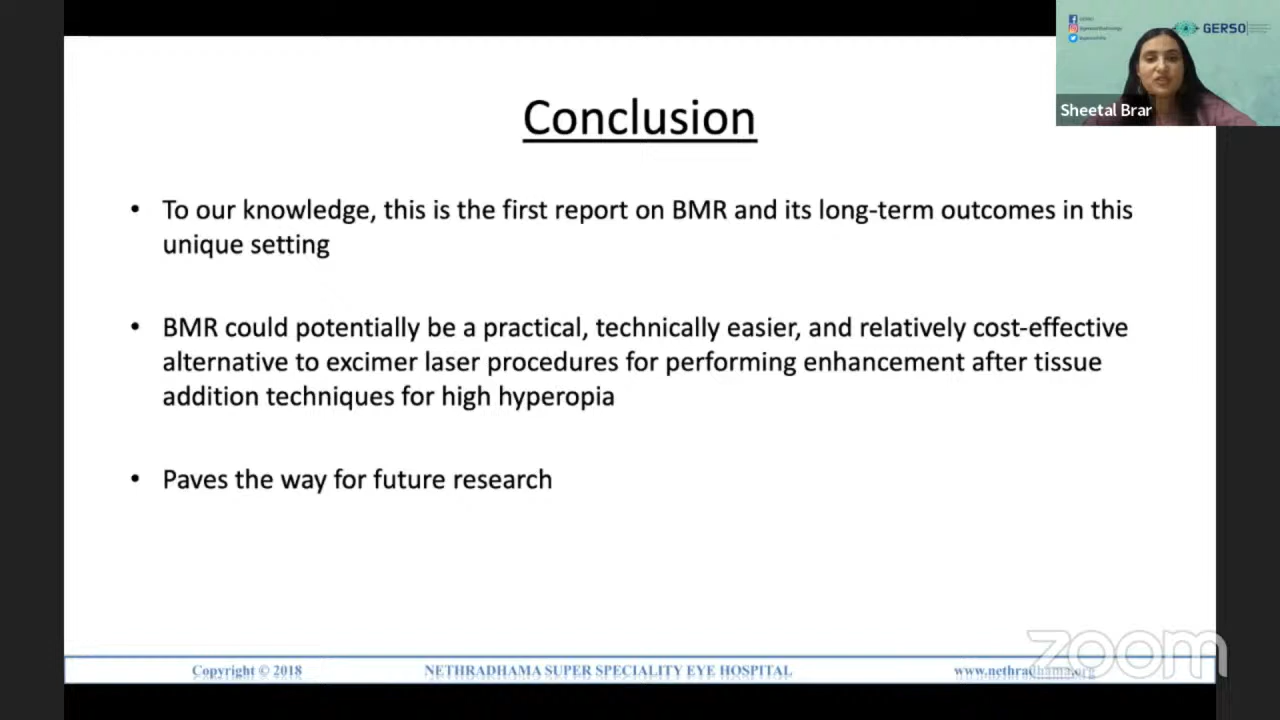 GERSO
Sheetal Brar
Conclusion
• To our knowledge, this is the first report on BMR and its long-term outcomes in this
unique setting
• BMR could potentially be a practical, technically easier, and relatively cost-effective
alternative to excimer laser procedures for performing enhancement after tissue
addition techniques for high hyperopia
• Paves the way for future research
zoom
Copyright © 2018 NETHRADHAMA SUPER SPECIALITY EYE HOSPITAL www.nethradhama.org